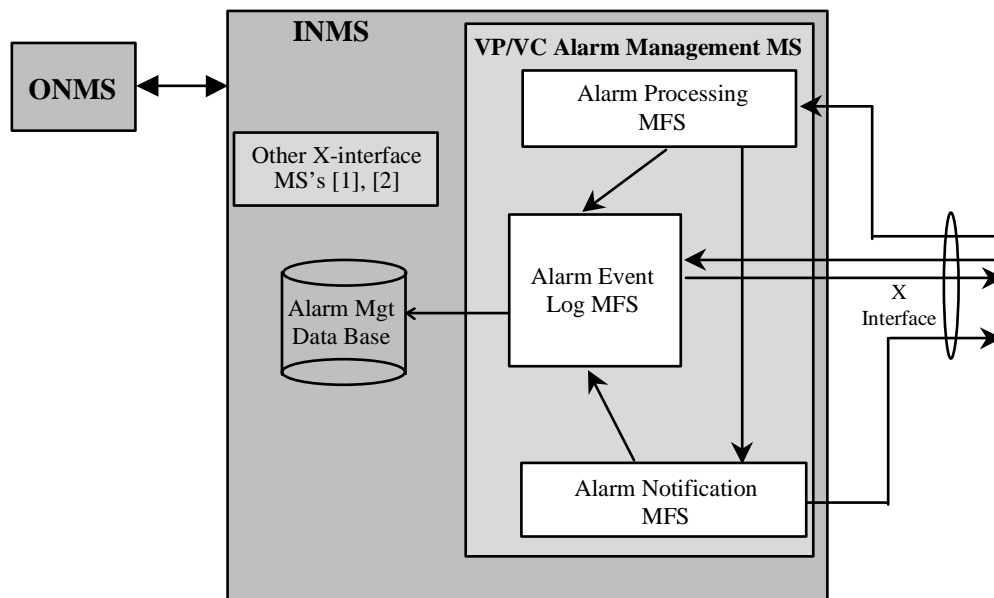 INMS
VP/VC Alarm Management MS
ONMS
Alarm Processing
MFS
Other X-interface
MS's [1], [2]
Alarm Event
Log MFS
Alarm Mgt
Data Base
X
Interface
Alarm Notification
MFS